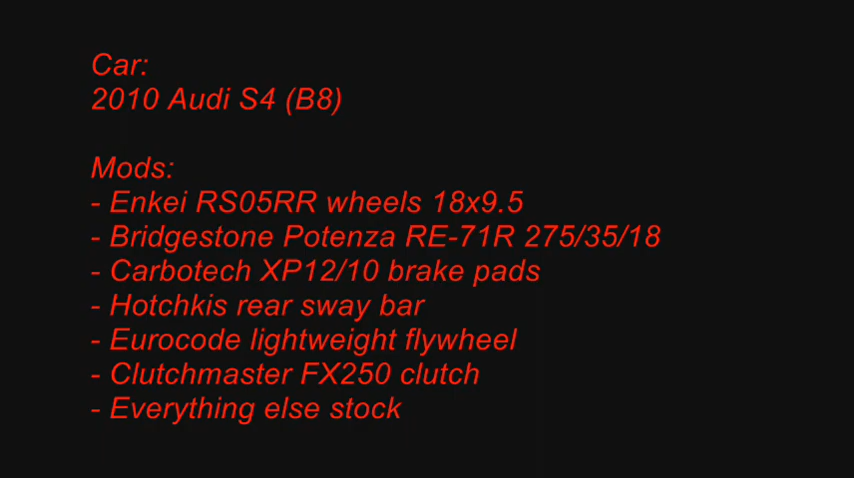 Car:
2010 Audi S4 (B8)
Mods:
- Enkei RS05RR wheels 18x9.5
- Bridgestone Potenza RE-71R 275/35/18
- Carbotech XP12/10 brake pads
- Hotchkis rear sway bar
- Eurocode lightweight flywheel
- Clutchmaster FX250 clutch
- Everything else stock